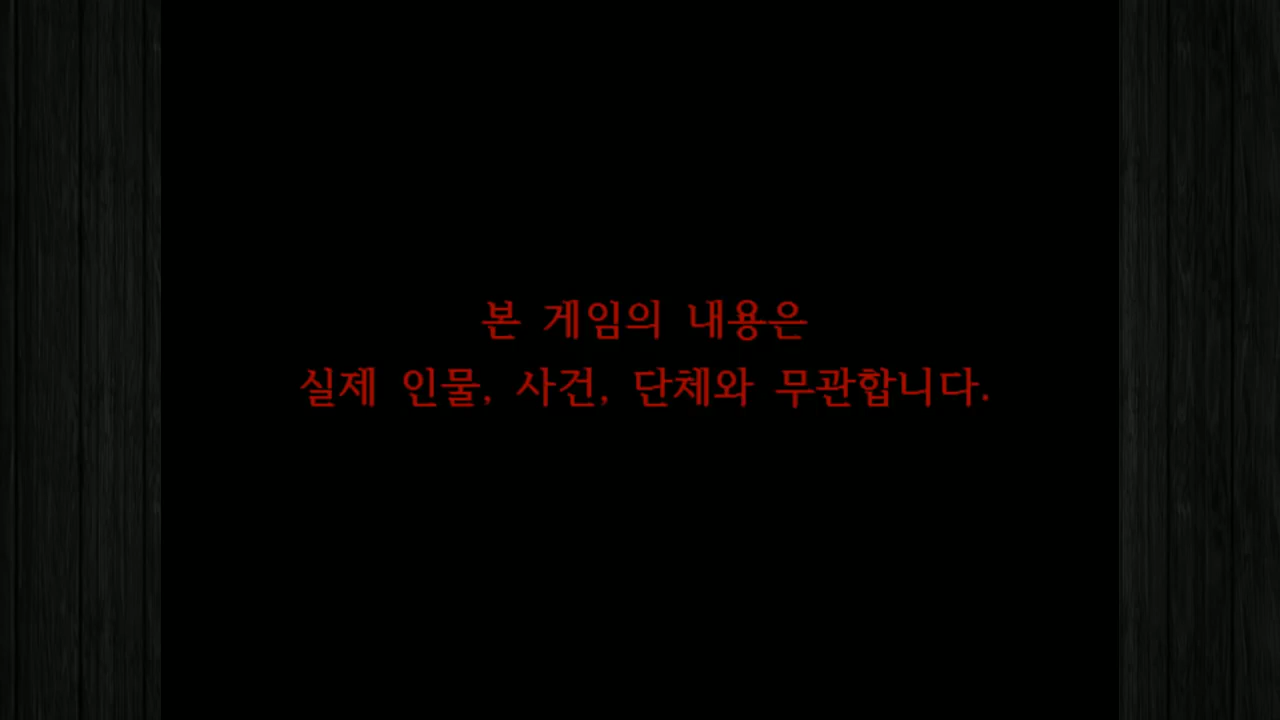 본 게임의 내용은
실제 인물, 사건, 단체와 무관합니다.